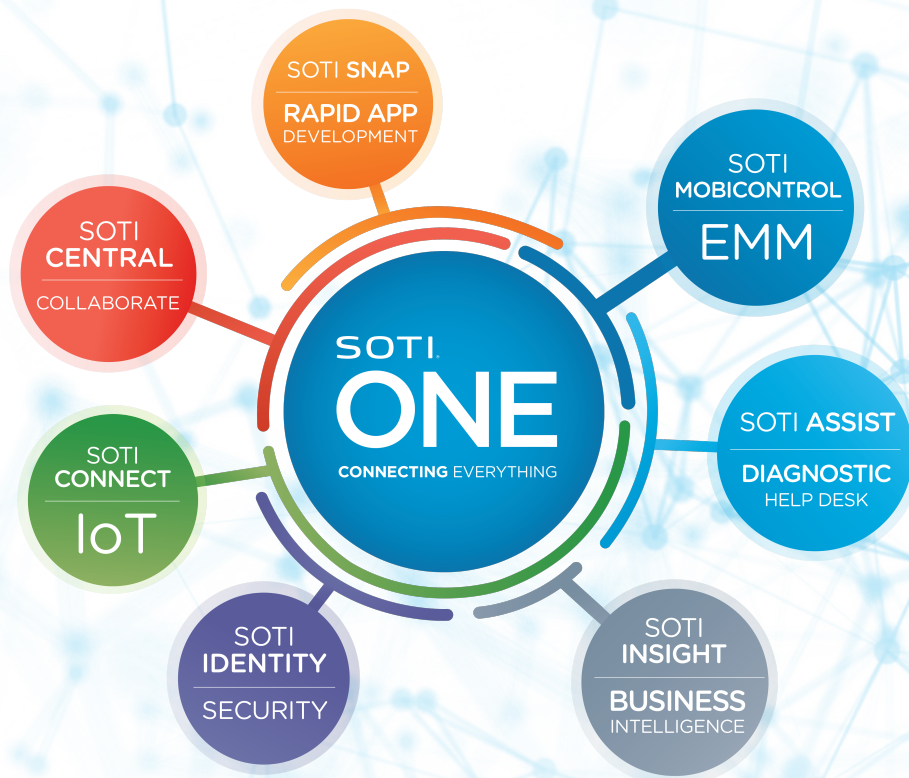 SOTI SNAP
RAPID APP
DEVELOPMENT
SOTI
MOBICONTROL
EMM
SOTI
CENTRAL
COLLABORATE
SOTI®
ONE
CONNECTING EVERYTHING
SOTI ASSIST
DIAGNOSTIC
HELP DESK
SOTI
CONNECT
IoT
SOTI
IDENTITY
SECURITY
SOTI
INSIGHT
BUSINESS
INTELLIGENCE